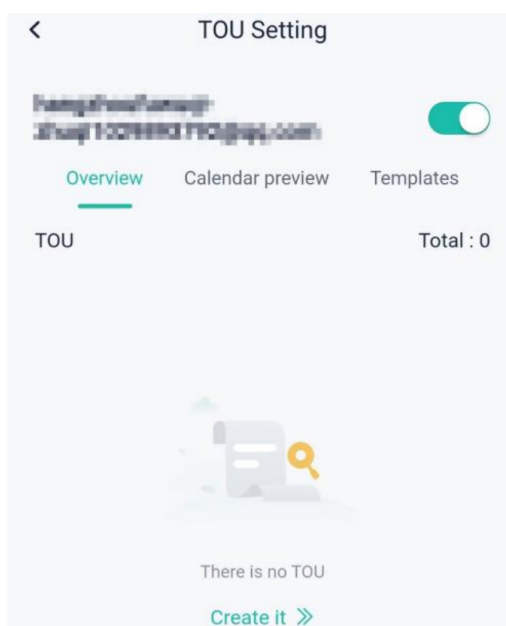 TOU Setting
Overview Calendar preview Templates
TOU Total : 0
There is no TOU
Create it